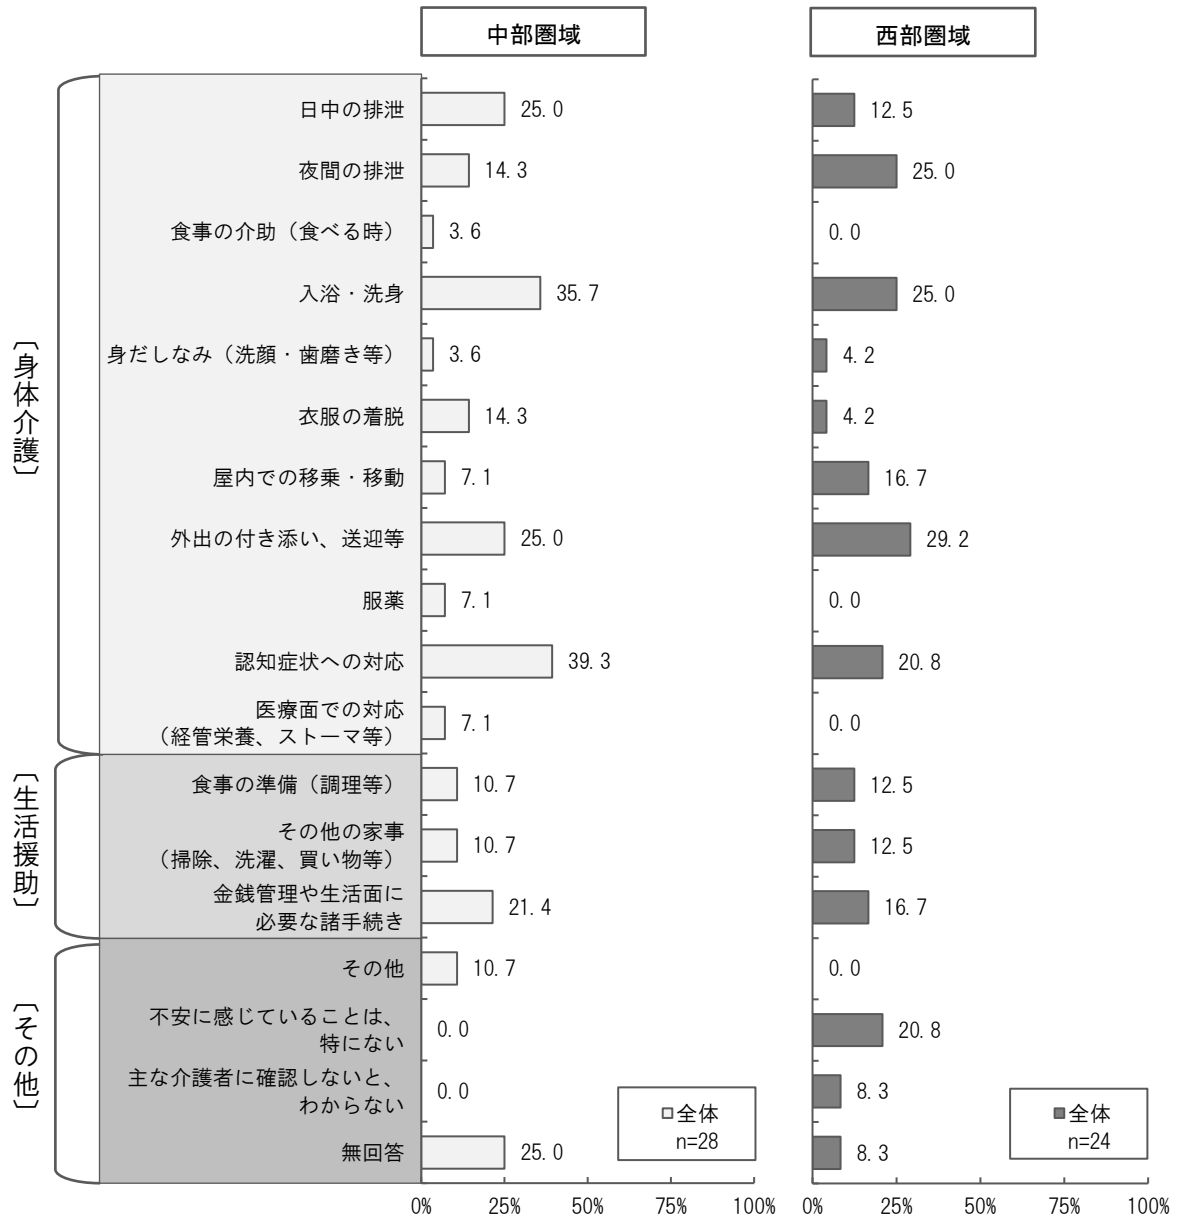 中部圏域
西部圏域
〔身体介護〕
日中の排泄 25.0 12.5
夜間の排泄 14.3 25.0
食事の介助（食べる時） 3.6 0.0
入浴・洗身 35.7 25.0
身だしなみ（洗顔・歯磨き等） 3.6 4.2
衣服の着脱 14.3 4.2
屋内での移乗・移動 7.1 16.7
外出の付き添い、送迎等 25.0 29.2
服薬 7.1 0.0
認知症状への対応 39.3 20.8
医療面での対応
（経管栄養、ストーマ等） 7.1 0.0
〔生活援助〕
食事の準備（調理等） 10.7 12.5
その他の家事
（掃除、洗濯、買い物等） 10.7 12.5
金銭管理や生活面に
必要な諸手続き 21.4 16.7
〔その他〕
その他 10.7 0.0
不安に感じていることは、
特にない 0.0 20.8
主な介護者に確認しないと、
わからない 0.0 8.3
無回答 25.0 8.3
全体
n=28
全体
n=24
0% 25% 50% 75% 100%
0% 25% 50% 75% 100%